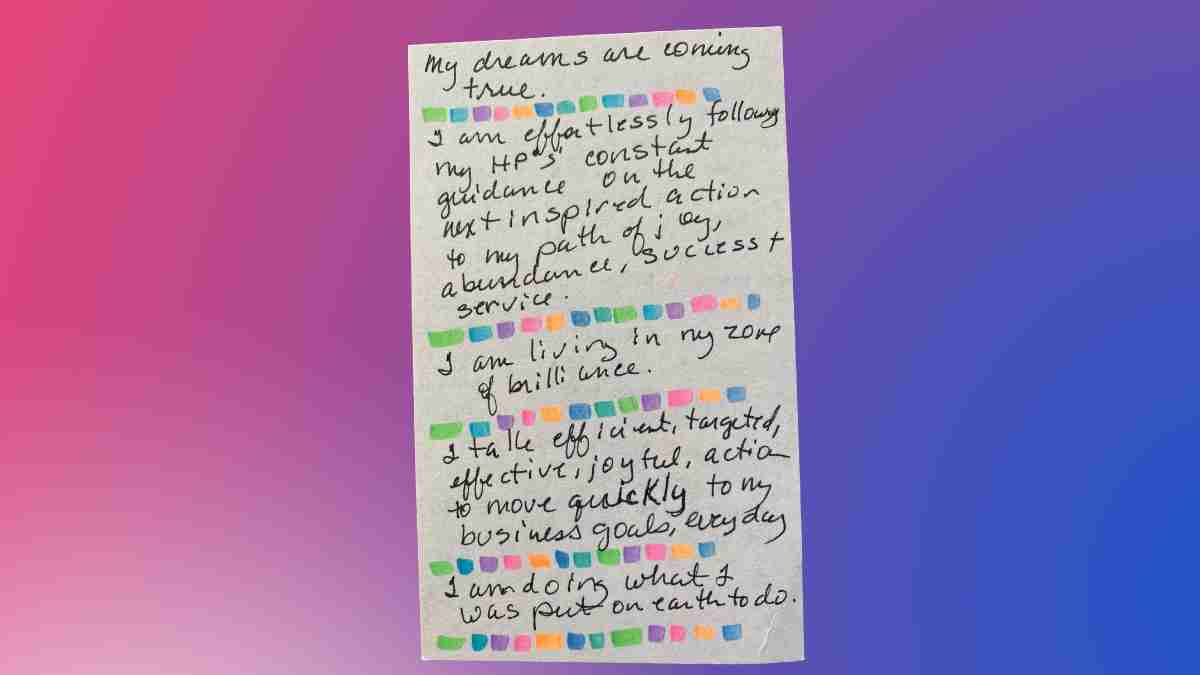 My dreams are coming
true.
I am effortlessly following
my HP's' constant
guidance on the
next inspired action
to my path of joy,
abundance, success +
service.
I am living in my zone
of brilliance.
I take efficient, targeted,
effective, joyful, action
to move quickly to my
business goals, everyday
I am doing what I
was put on earth to do.